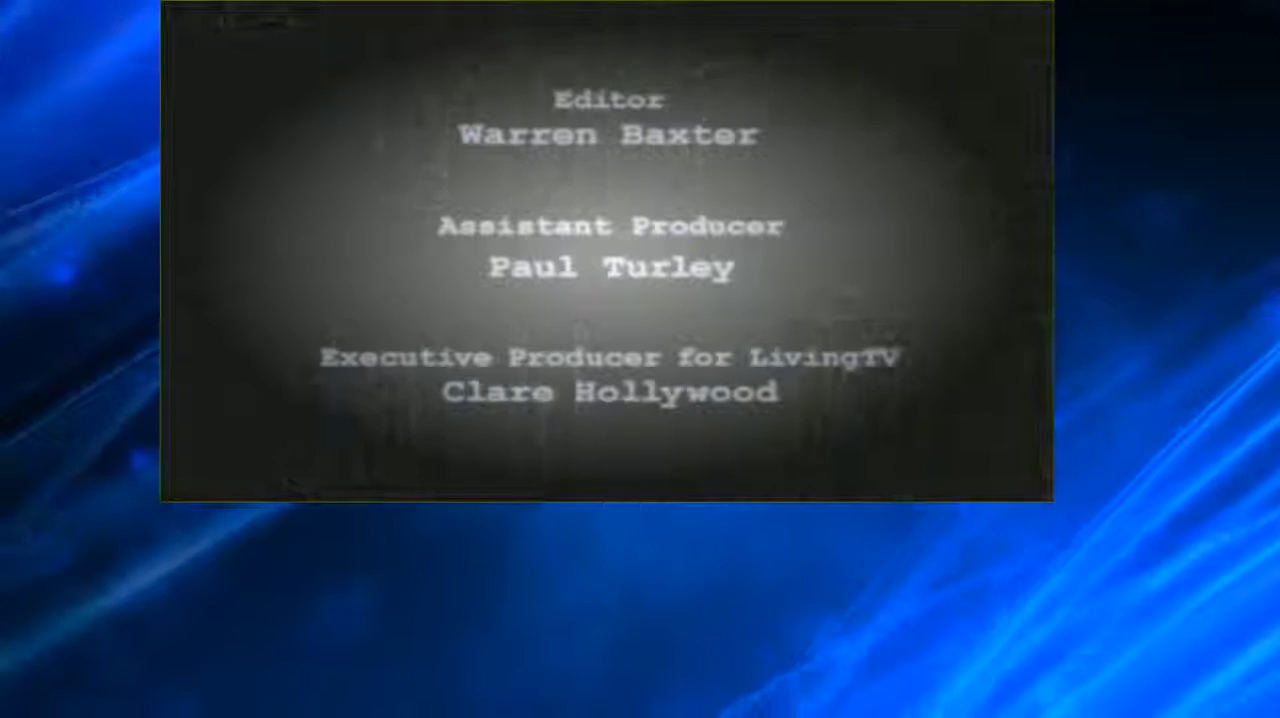 Editor
Warren Baxter
Assistant Producer
Paul Turley
Executive Producer for LivingTV
Clare Hollywood